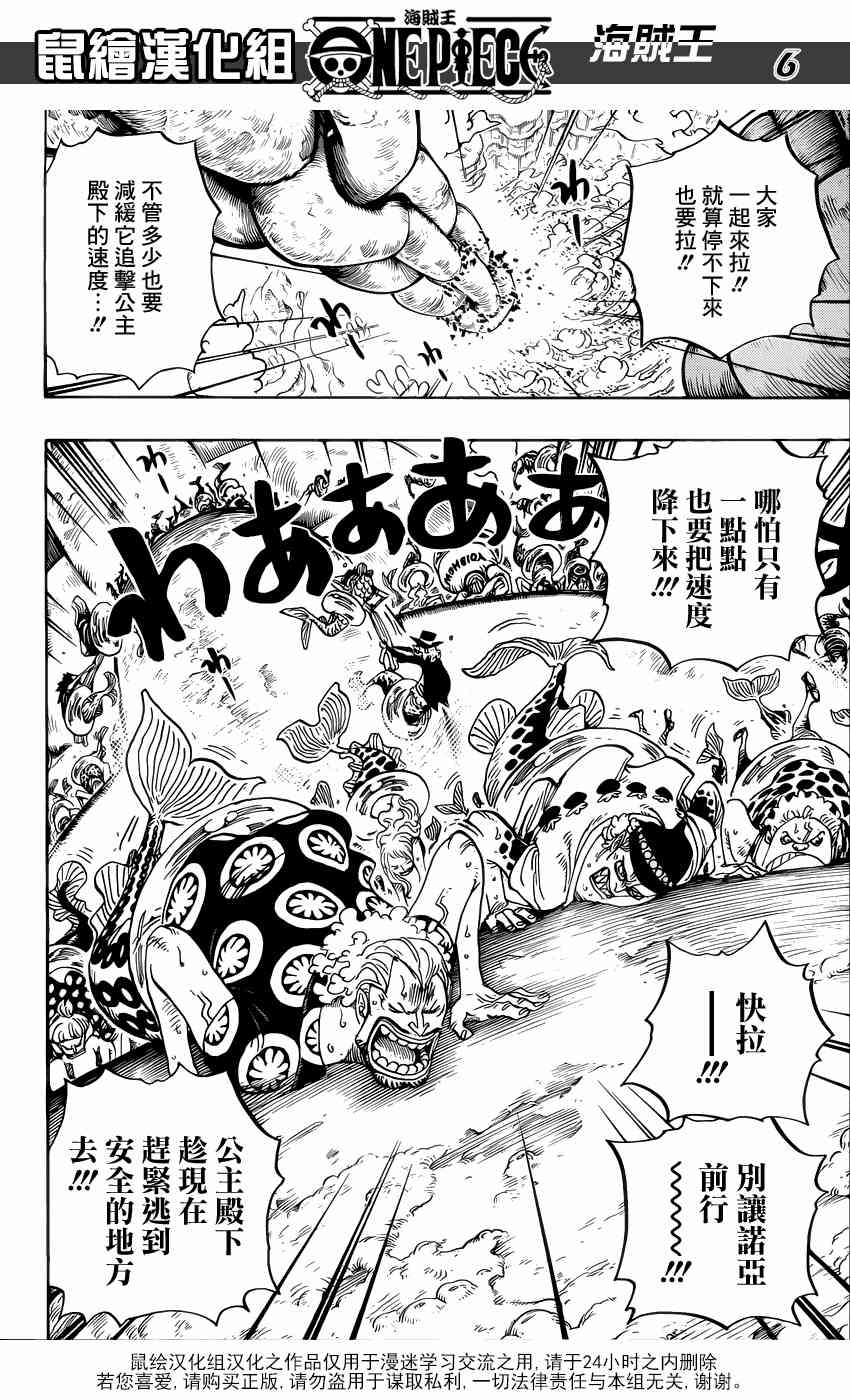 鼠繪漢化組
海賊王
ONE PIECE
海賊王
6
大家
一起來拉!!
就算停不下來
也要拉!!
わ
わ
不管多少也要
減緩它追擊公主
殿下的速度…!!
哪怕只有
一點點
也要把速度
降下來!!!
わあああぁ
快拉
——!!!
別讓諾亞
前行
〜〜〜〜!!!
公主殿下
趁現在
趕緊逃到
安全的地方
去!!!
鼠绘汉化组汉化之作品仅用于漫迷学习交流之用, 请于24小时之内删除
若您喜爱, 请购买正版, 请勿盗用于谋取私利, 一切法律责任与本组无关, 谢谢。